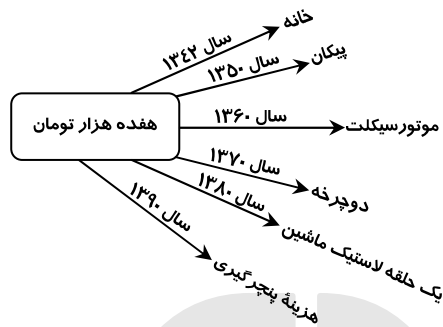 هفده هزار تومان
سال ۱۳۴۲
خانه
سال ۱۳۵۰
پیکان
سال ۱۳۶۰
موتورسیکلت
سال ۱۳۷۰
دوچرخه
سال ۱۳۸۰
یک حلقه لاستیک ماشین
سال ۱۳۹۰
هزینهٔ پنچرگیری